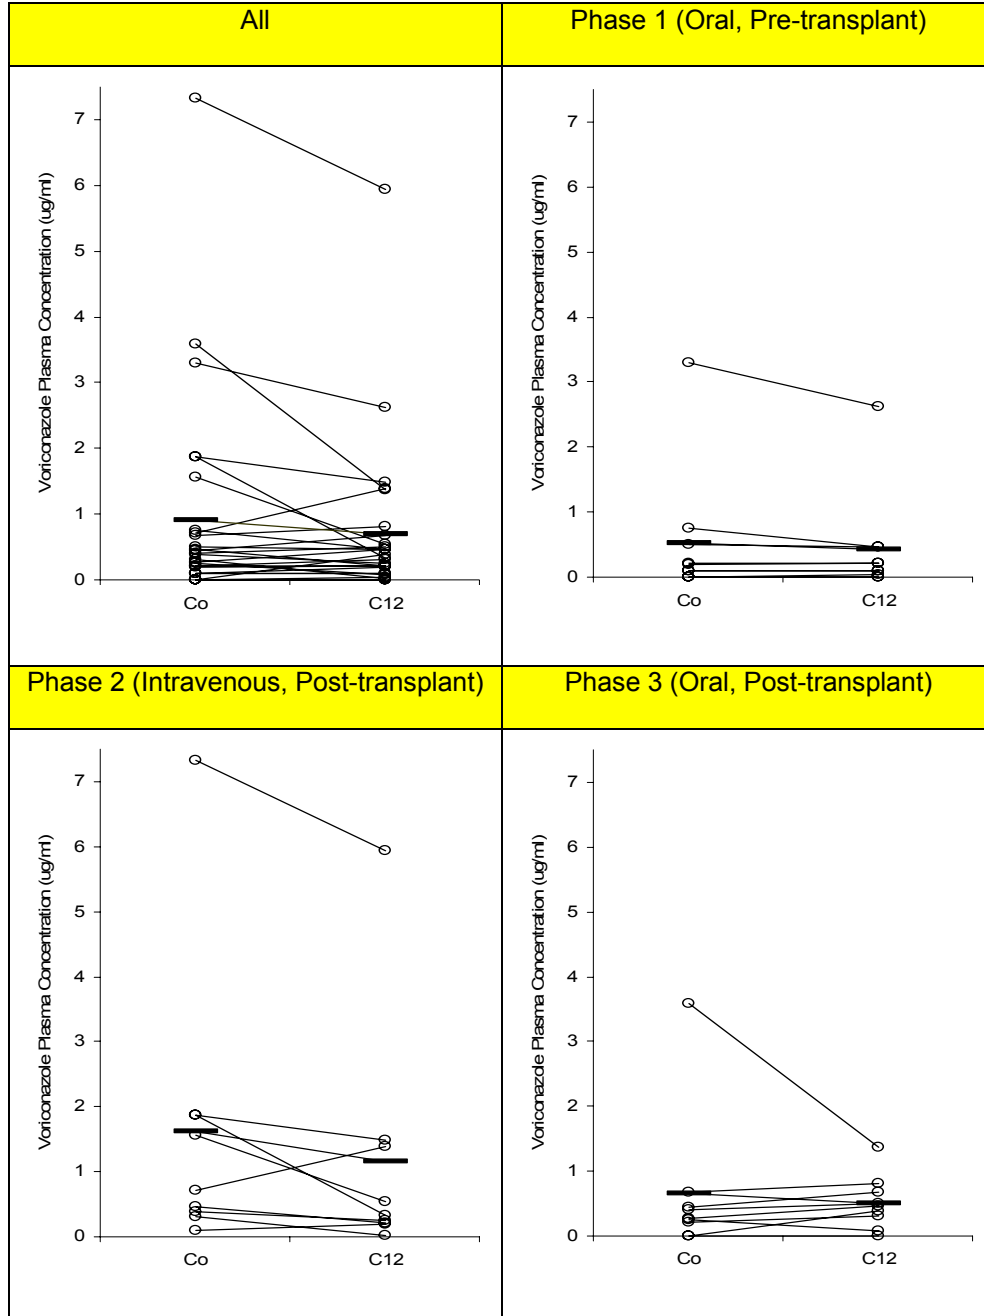 All
Phase 1 (Oral, Pre-transplant)
Voriconazole Plasma Concentration (ug/ml)
7
6
5
4
3
2
1
0
Co
C12
Voriconazole Plasma Concentration (ug/ml)
7
6
5
4
3
2
1
0
Co
C12
Phase 2 (Intravenous, Post-transplant)
Phase 3 (Oral, Post-transplant)
Voriconazole Plasma Concentration (ug/ml)
7
6
5
4
3
2
1
0
Co
C12
Voriconazole Plasma Concentration (ug/ml)
7
6
5
4
3
2
1
0
Co
C12